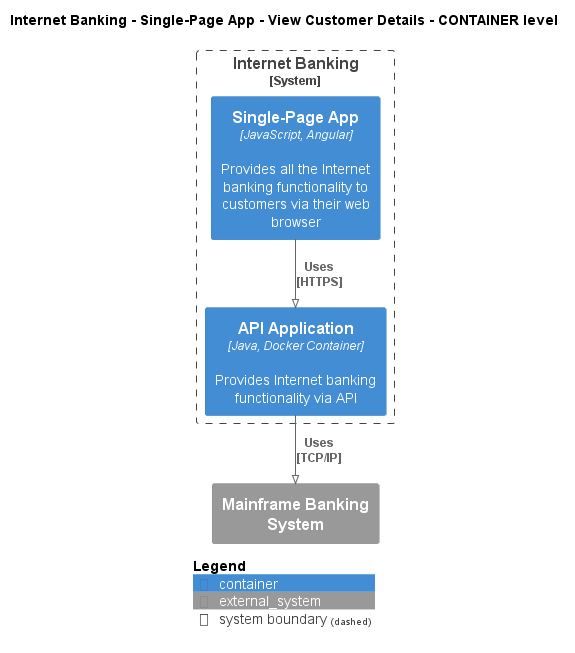 Internet Banking - Single-Page App - View Customer Details - CONTAINER level
Internet Banking
[System]
Single-Page App
[JavaScript, Angular]
Provides all the Internet
banking functionality to
customers via their web
browser
Uses
[HTTPS]
API Application
[Java, Docker Container]
Provides Internet banking
functionality via API
Uses
[TCP/IP]
Mainframe Banking
System
Legend
container
external_system
system boundary (dashed)